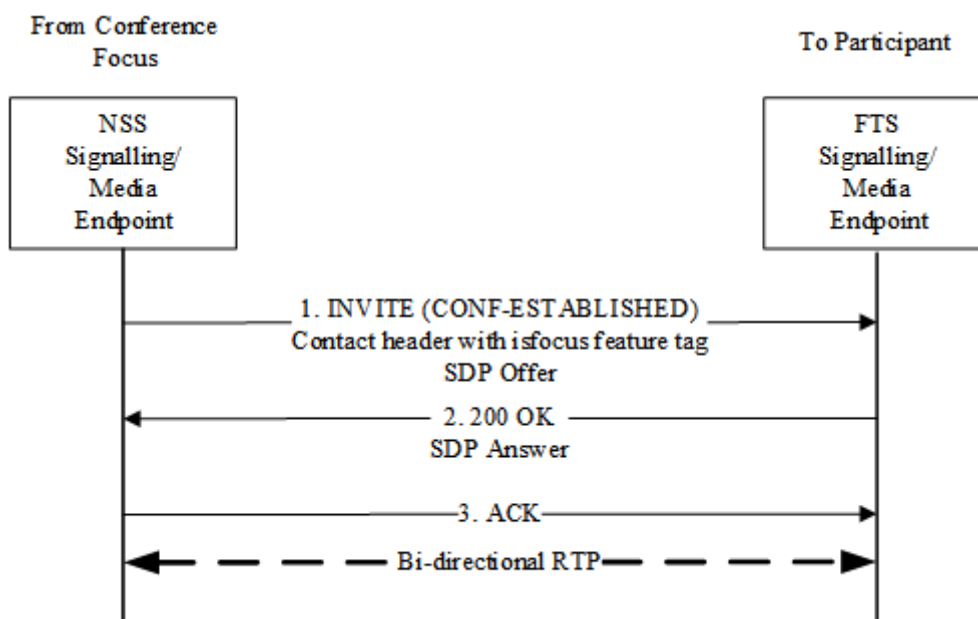 From Conference
Focus
To Participant
NSS
Signalling/
Media
Endpoint
FTS
Signalling/
Media
Endpoint
1. INVITE (CONF-ESTABLISHED)
Contact header with isfocus feature tag
SDP Offer
2. 200 OK
SDP Answer
3. ACK
Bi-directional RTP